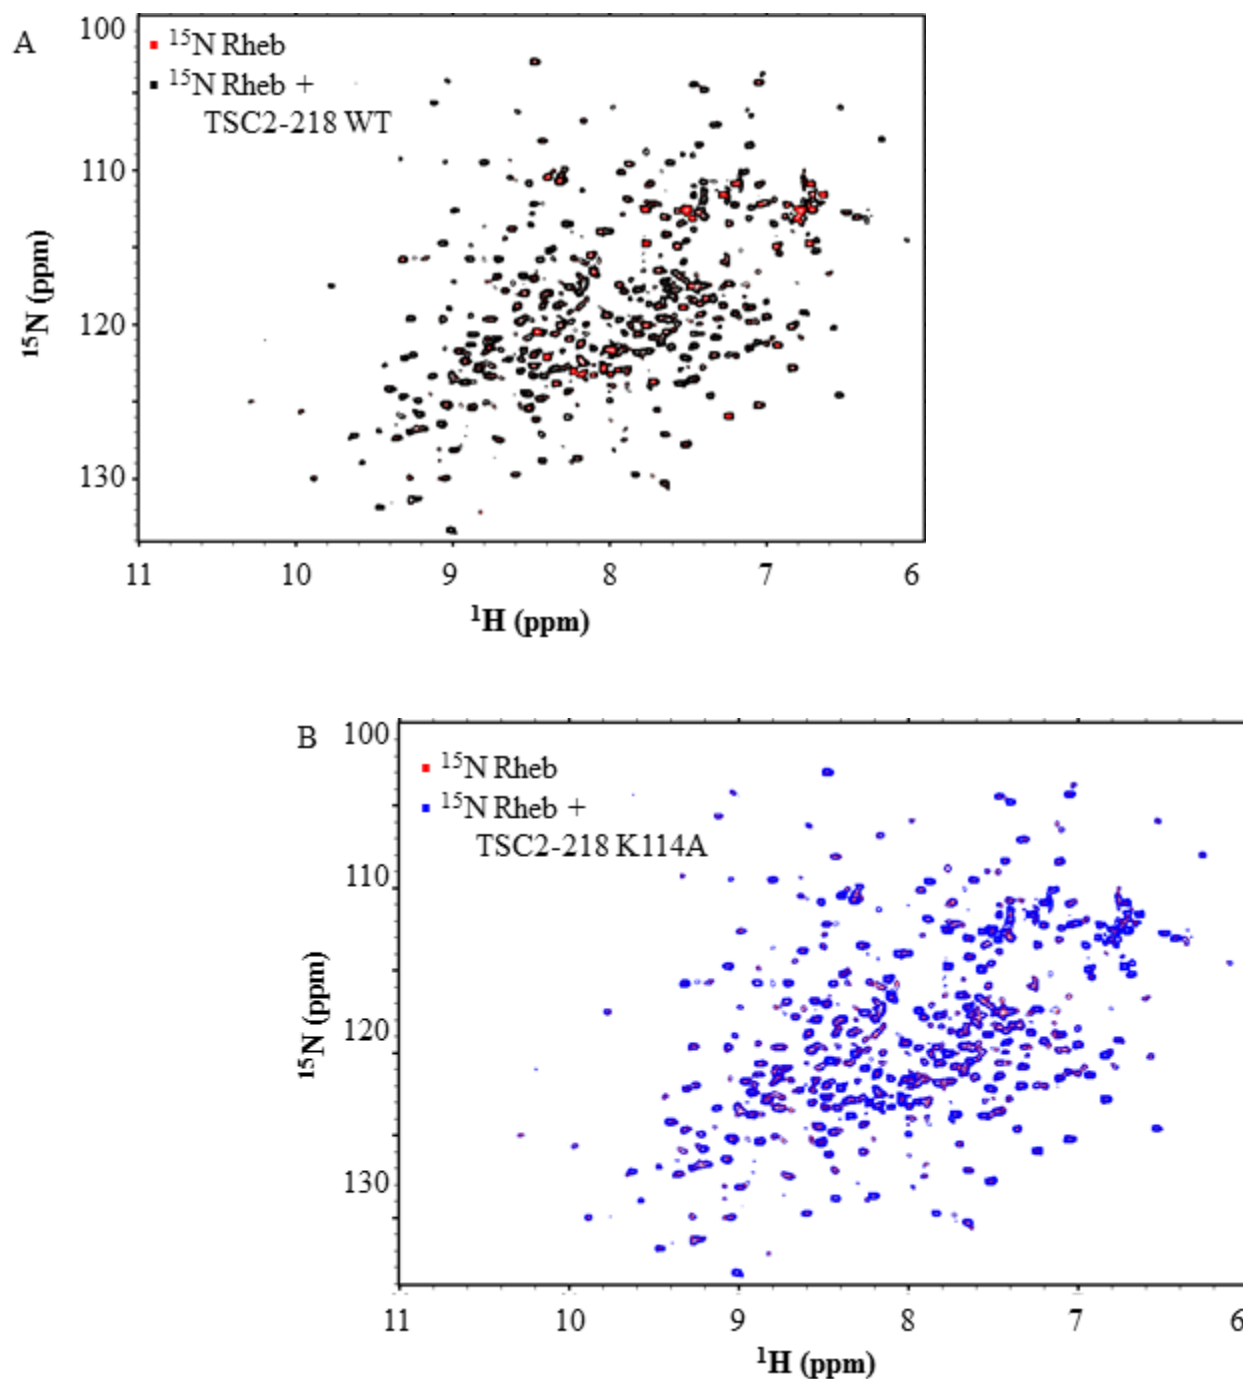 A
100
¹⁵N Rheb
¹⁵N Rheb +
TSC2-218 WT
110
120
130
¹⁵N (ppm)
11 10 9 8 7 6
¹H (ppm)
B
100
¹⁵N Rheb
¹⁵N Rheb +
TSC2-218 K114A
110
120
130
¹⁵N (ppm)
11 10 9 8 7 6
¹H (ppm)